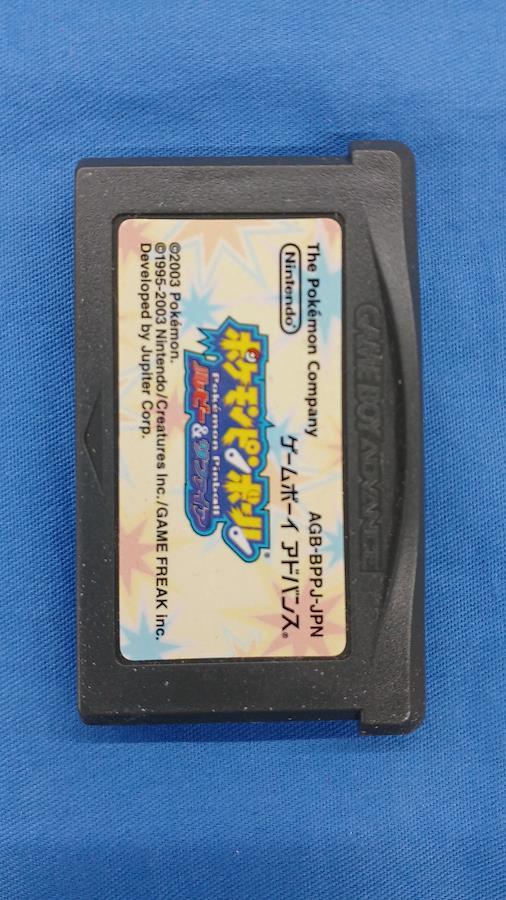 GAME BOY ADVANCE
The Pokémon Company AGB-BPPJ-JPN
Nintendo® ゲームボーイ アドバンス®
ポケモンピンボール®
Pokémon Pinball
ルビー&サファイア
©2003 Pokémon.
©1995-2003 Nintendo/Creatures Inc./GAME FREAK inc.
Developed by Jupiter Corp.